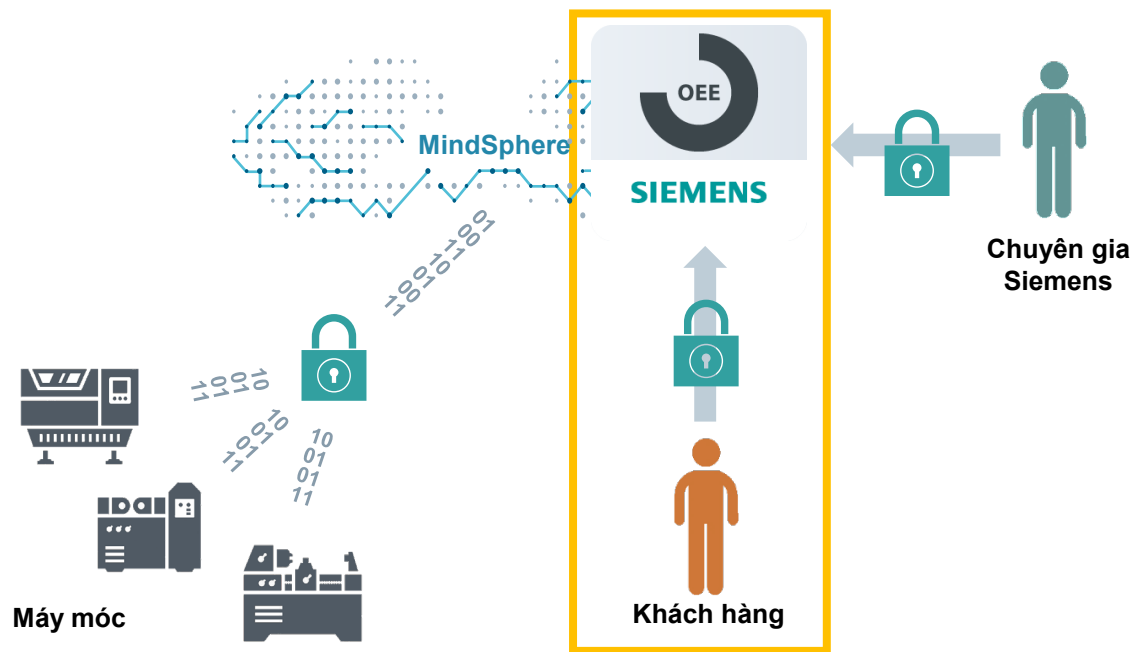 OEE
MindSphere
SIEMENS
Chuyên gia
Siemens
Máy móc
Khách hàng